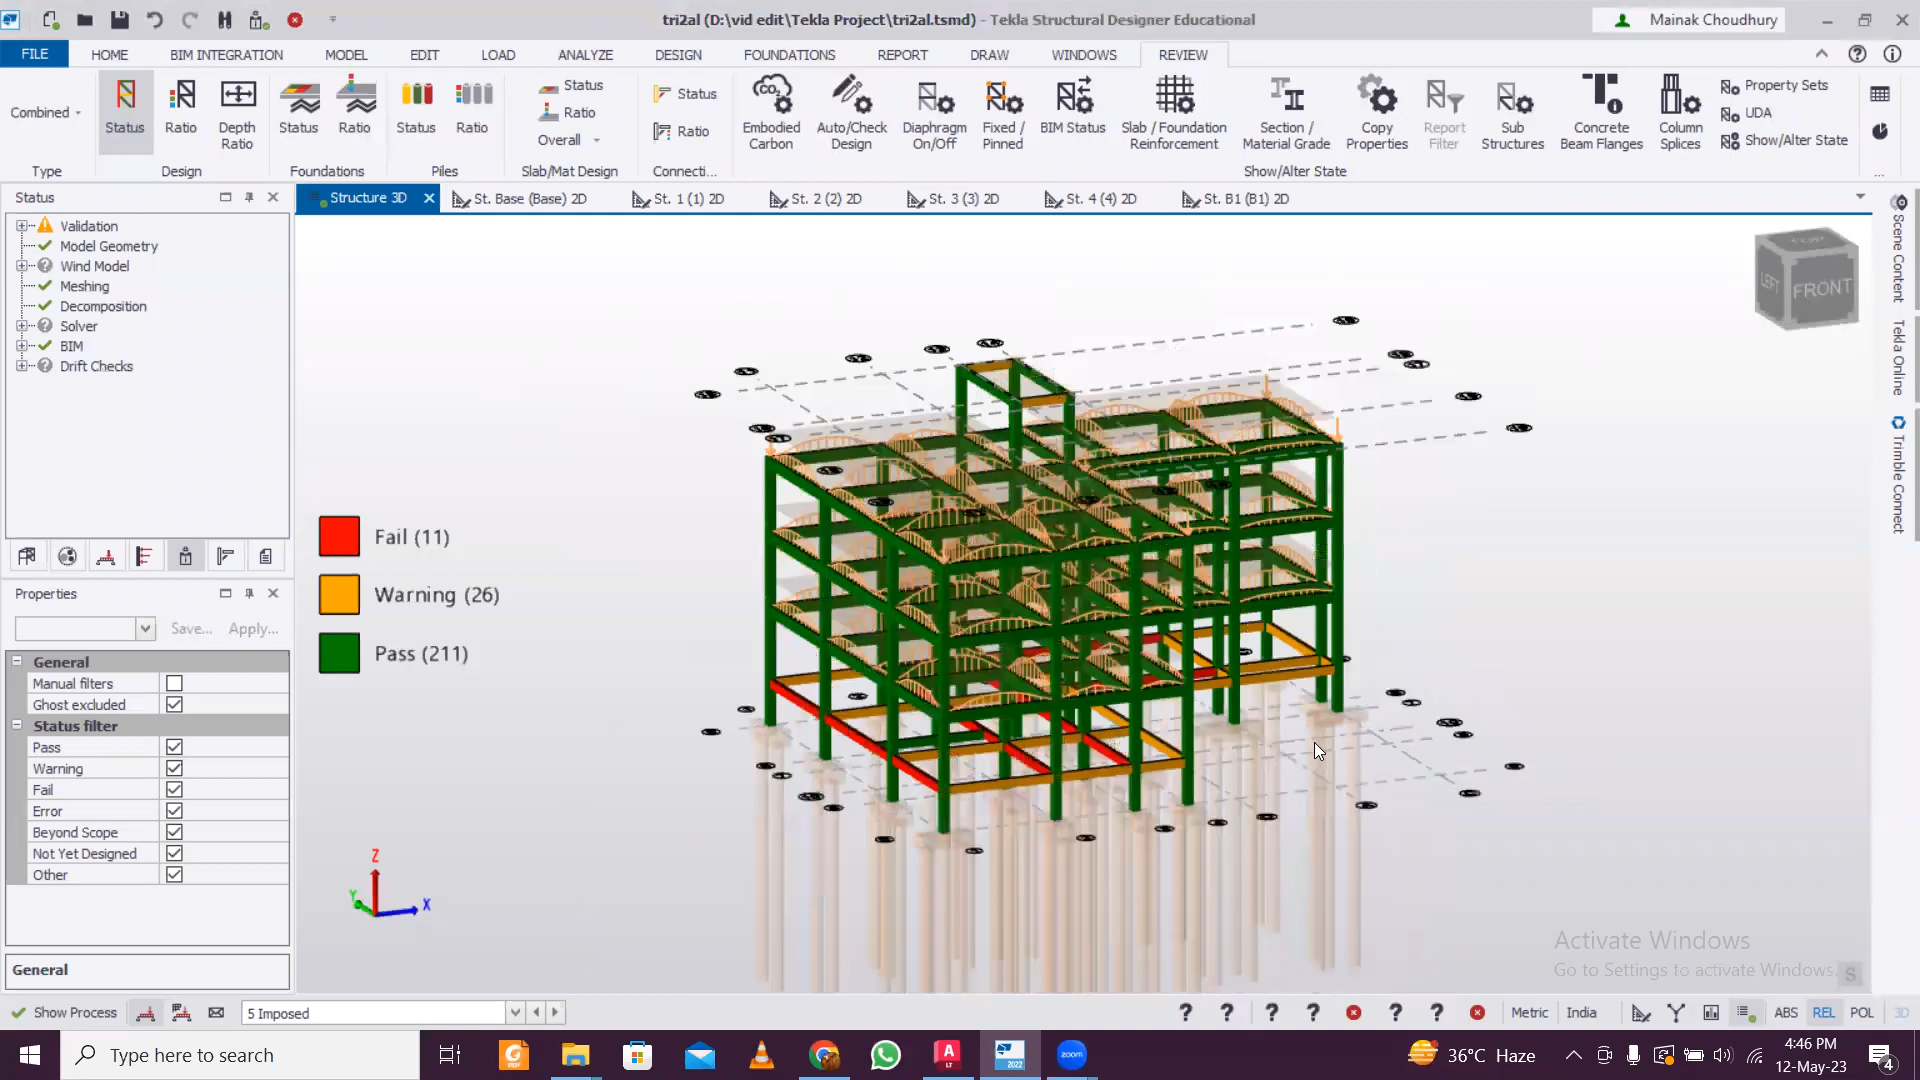 tri2al (D:\vid edit\Tekla Project\tri2al.tsmd) - Tekla Structural Designer Educational
Mainak Choudhury
FILE
HOME
BIM INTEGRATION
MODEL
EDIT
LOAD
ANALYZE
DESIGN
FOUNDATIONS
REPORT
DRAW
WINDOWS
REVIEW
Combined
Type
Status
Ratio
Depth
Ratio
Design
Status
Ratio
Foundations
Status
Ratio
Piles
Status
Ratio
Overall
Slab/Mat Design
Status
Ratio
Connecti...
Embodied
Carbon
Auto/Check
Design
Diaphragm
On/Off
Fixed /
Pinned
BIM Status
Slab / Foundation
Reinforcement
Section /
Material Grade
Copy
Properties
Report
Filter
Sub
Structures
Concrete
Beam Flanges
Column
Splices
Property Sets
UDA
Show/Alter State
Show/Alter State
...
Status
Structure 3D
St. Base (Base) 2D
St. 1 (1) 2D
St. 2 (2) 2D
St. 3 (3) 2D
St. 4 (4) 2D
St. B1 (B1) 2D
Validation
Model Geometry
Wind Model
Meshing
Decomposition
Solver
BIM
Drift Checks
Properties
Save...
Apply...
General
Manual filters
Ghost excluded
Status filter
Pass
Warning
Fail
Error
Beyond Scope
Not Yet Designed
Other
General
Fail (11)
Warning (26)
Pass (211)
Z
Y
X
TOP
LEFT
FRONT
Scene Content
Tekla Online
Trimble Connect
Activate Windows
Go to Settings to activate Windows.
S
Show Process
5 Imposed
Metric
India
ABS
REL
POL
3D
Type here to search
zoom
2022
36°C Haze
4:46 PM
12-May-23
4